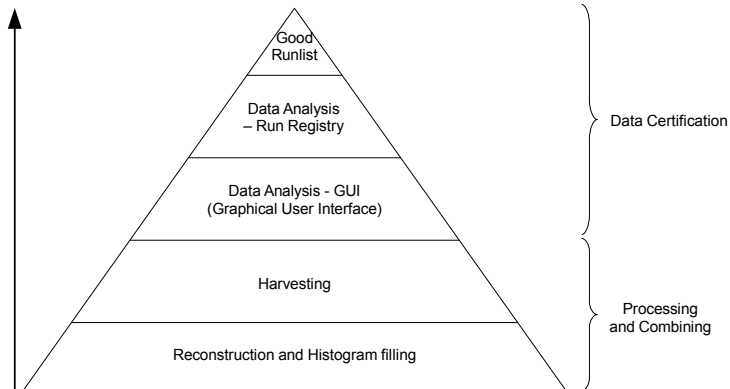 Good
Runlist
Data Analysis
– Run Registry
Data Certification
Data Analysis - GUI
(Graphical User Interface)
Harvesting
Processing
and Combining
Reconstruction and Histogram filling